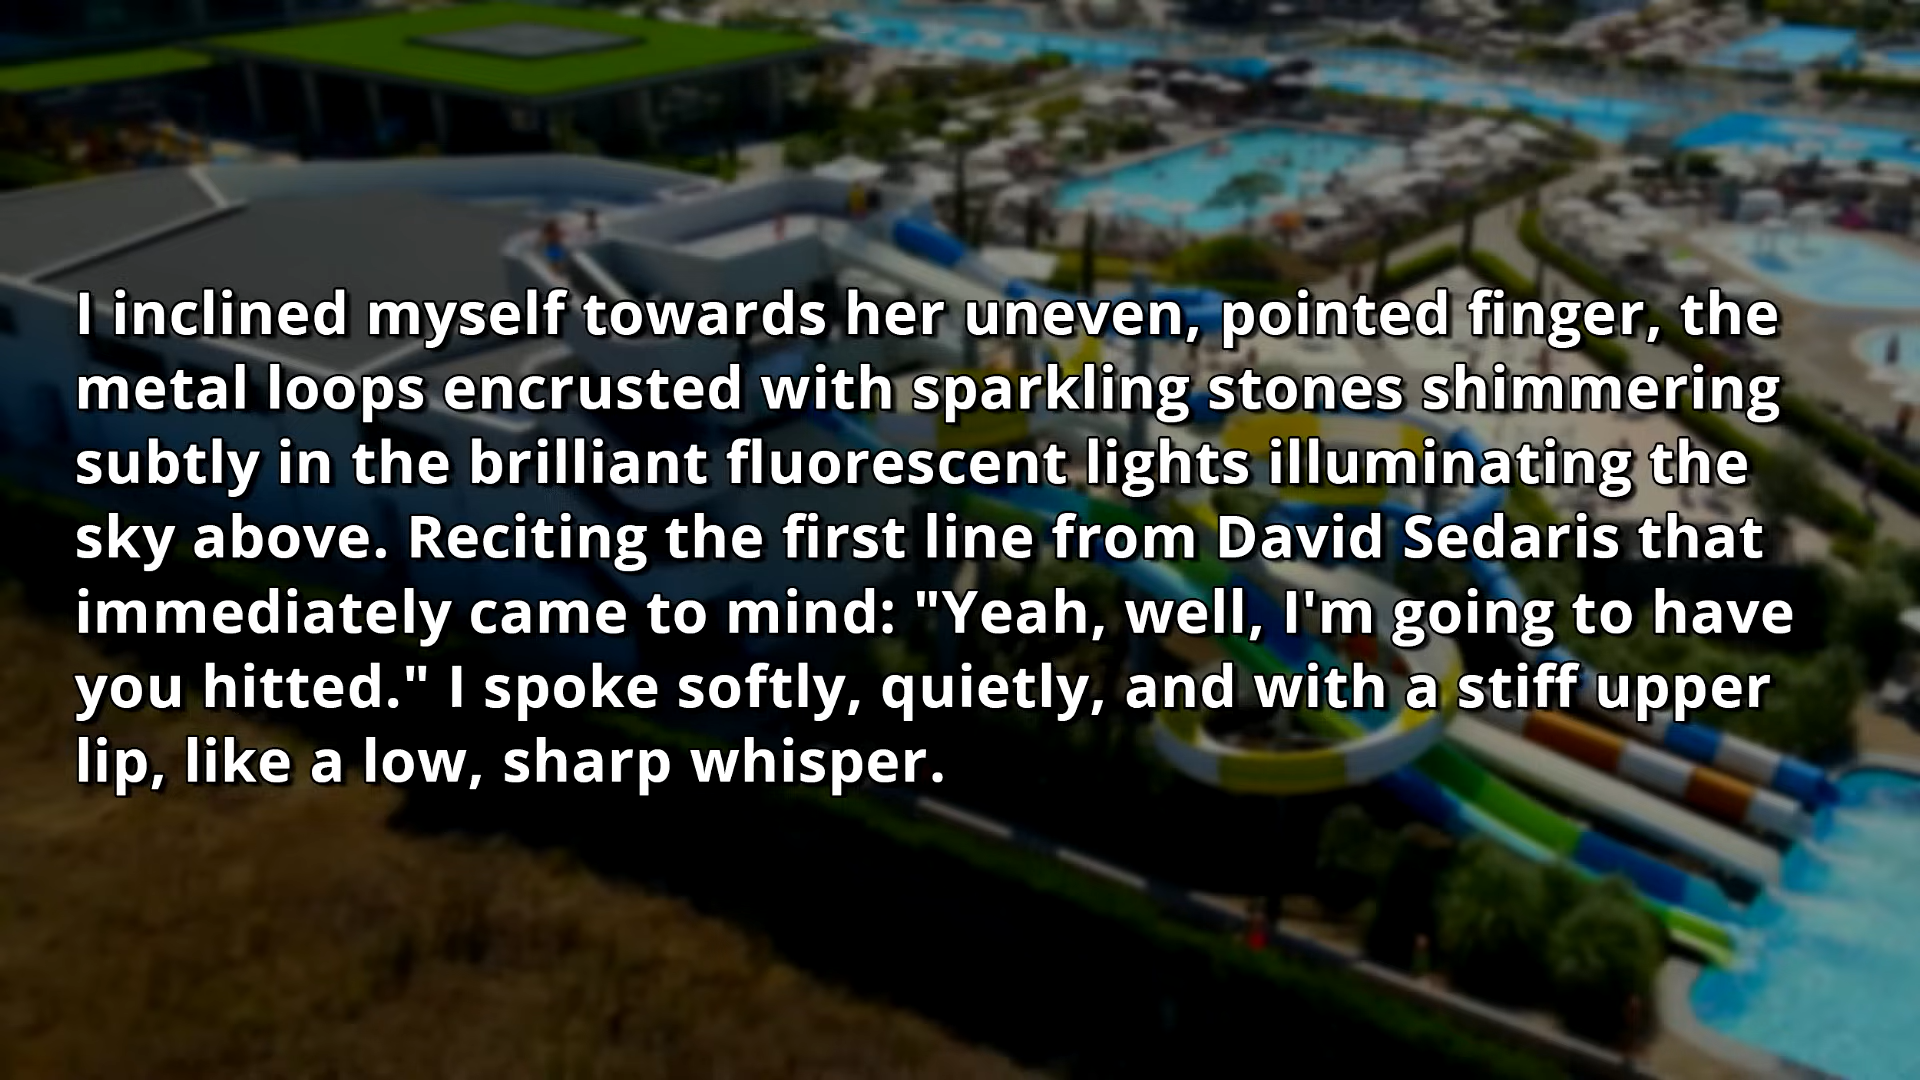 I inclined myself towards her uneven, pointed finger, the
metal loops encrusted with sparkling stones shimmering
subtly in the brilliant fluorescent lights illuminating the
sky above. Reciting the first line from David Sedaris that
immediately came to mind: "Yeah, well, I'm going to have
you hitted." I spoke softly, quietly, and with a stiff upper
lip, like a low, sharp whisper.